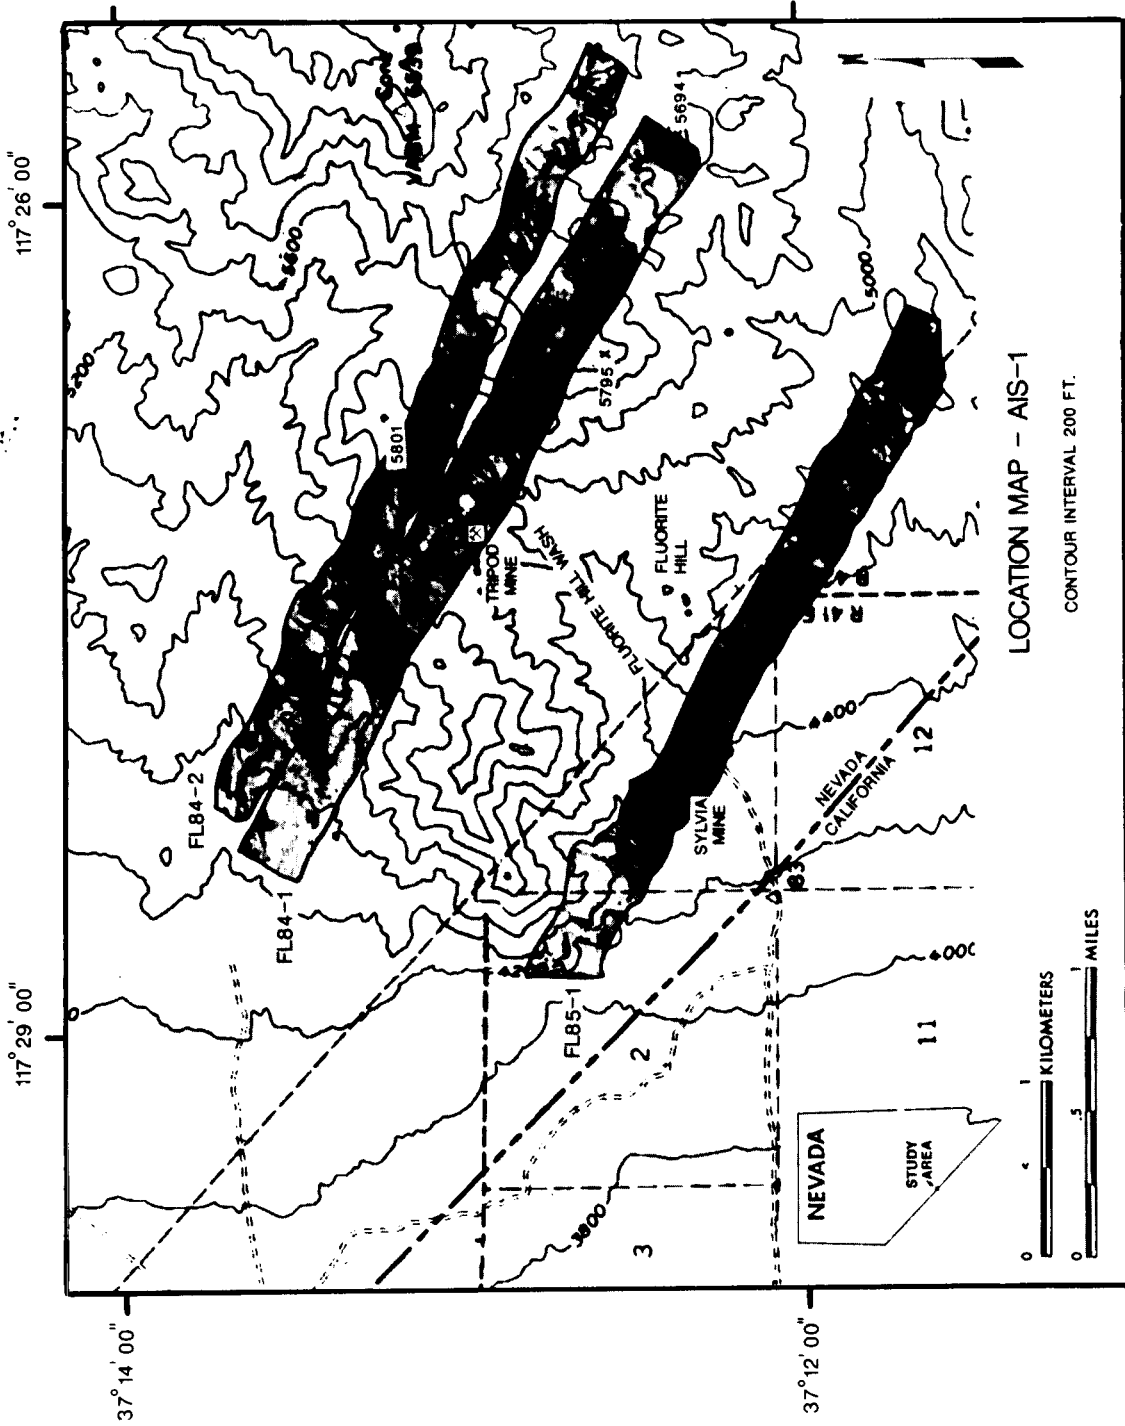 117° 29' 00"
117° 26' 00"
37° 14' 00"
37° 12' 00"
5200
5600
FL84-2
FL84-1
5801
5694
TRIPOD
MINE
5795 x
FLUORITE HILL WASH
FLUORITE
HILL
FL85-1
SYLVIA
MINE
5000
4400
NEVADA
CALIFORNIA
R 41 E
2
3
3800
4000
11
12
NEVADA
STUDY
AREA
LOCATION MAP - AIS-1
CONTOUR INTERVAL 200 FT.
0 1 KILOMETERS
0 .5 1 MILES